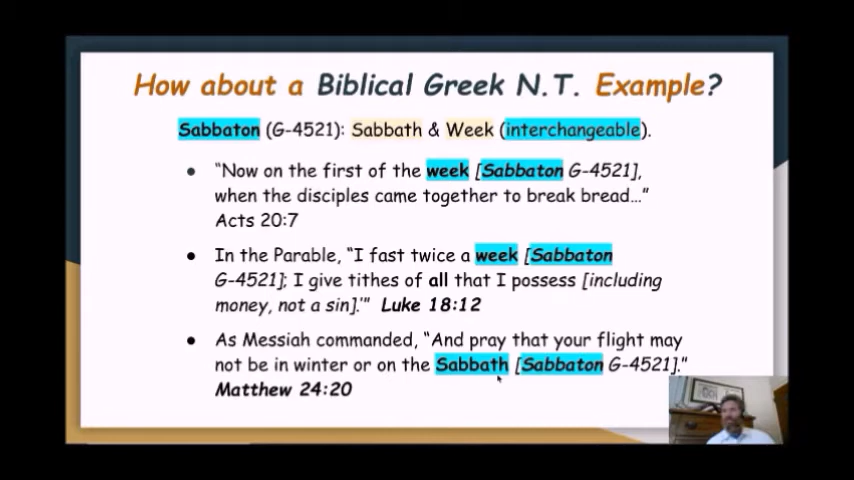 How about a Biblical Greek N.T. Example?
Sabbaton (G-4521): Sabbath & Week (interchangeable).
● "Now on the first of the week [Sabbaton G-4521],
when the disciples came together to break bread…"
Acts 20:7
● In the Parable, "I fast twice a week [Sabbaton
G-4521]; I give tithes of all that I possess [including
money, not a sin].'" Luke 18:12
● As Messiah commanded, "And pray that your flight may
not be in winter or on the Sabbath [Sabbaton G-4521]."
Matthew 24:20